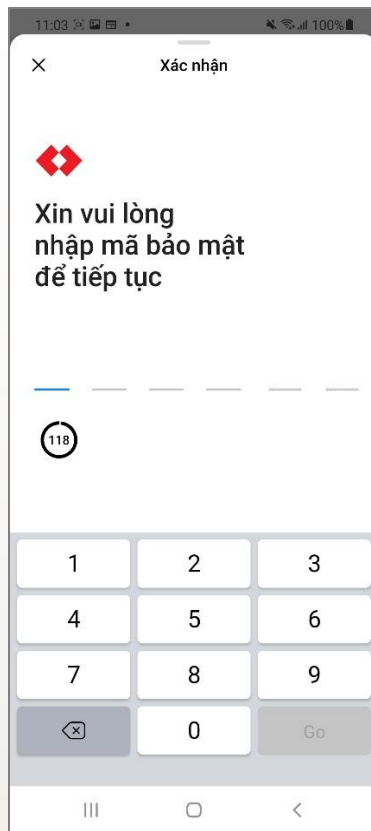 11:03
100%
Xác nhận
Xin vui lòng
nhập mã bảo mật
để tiếp tục
118
1 2 3
4 5 6
7 8 9
0 Go